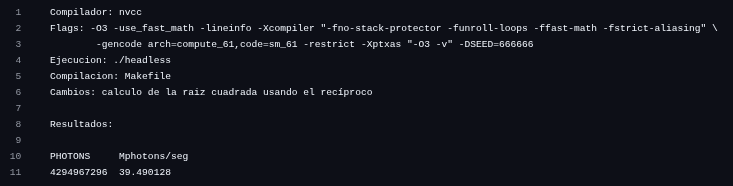 1 Compilador: nvcc
2 Flags: -O3 -use_fast_math -lineinfo -Xcompiler "-fno-stack-protector -funroll-loops -ffast-math -fstrict-aliasing" \
3 -gencode arch=compute_61,code=sm_61 -restrict -Xptxas "-O3 -v" -DSEED=666666
4 Ejecucion: ./headless
5 Compilacion: Makefile
6 Cambios: calculo de la raiz cuadrada usando el recíproco
7
8 Resultados:
9
10 PHOTONS Mphotons/seg
11 4294967296 39.490128